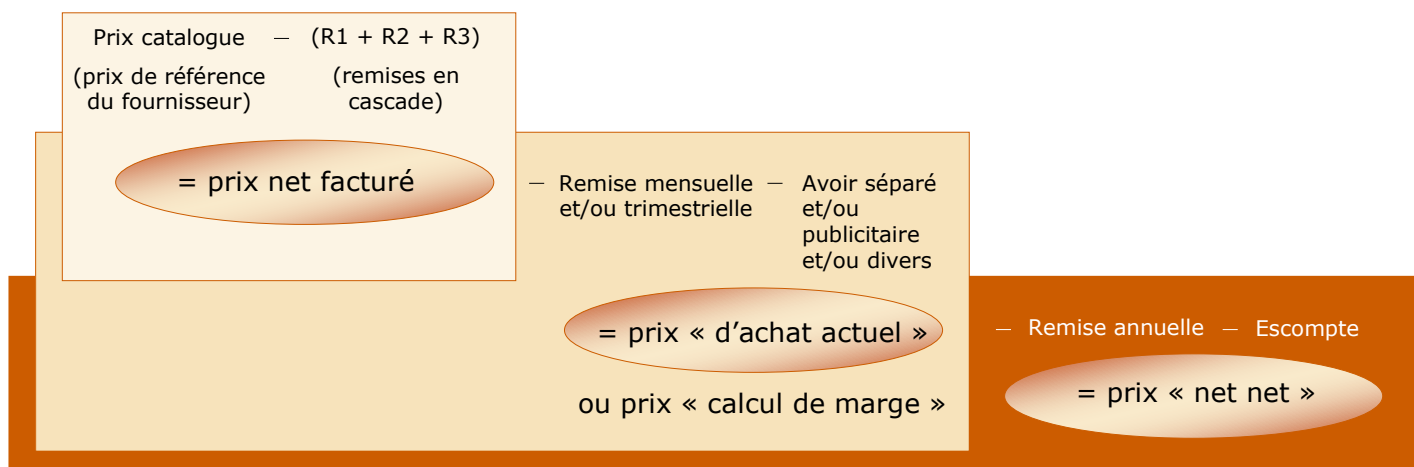 Prix catalogue – (R1 + R2 + R3)
(prix de référence
du fournisseur)
(remises en
cascade)
= prix net facturé
– Remise mensuelle
et/ou trimestrielle
– Avoir séparé
et/ou
publicitaire
et/ou divers
= prix « d’achat actuel »
ou prix « calcul de marge »
– Remise annuelle – Escompte
= prix « net net »